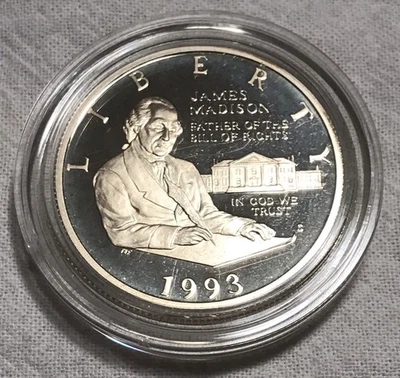 LIBERTY
JAMES
MADISON
FATHER OF THE
BILL OF RIGHTS
IN GOD WE
TRUST
S
1993